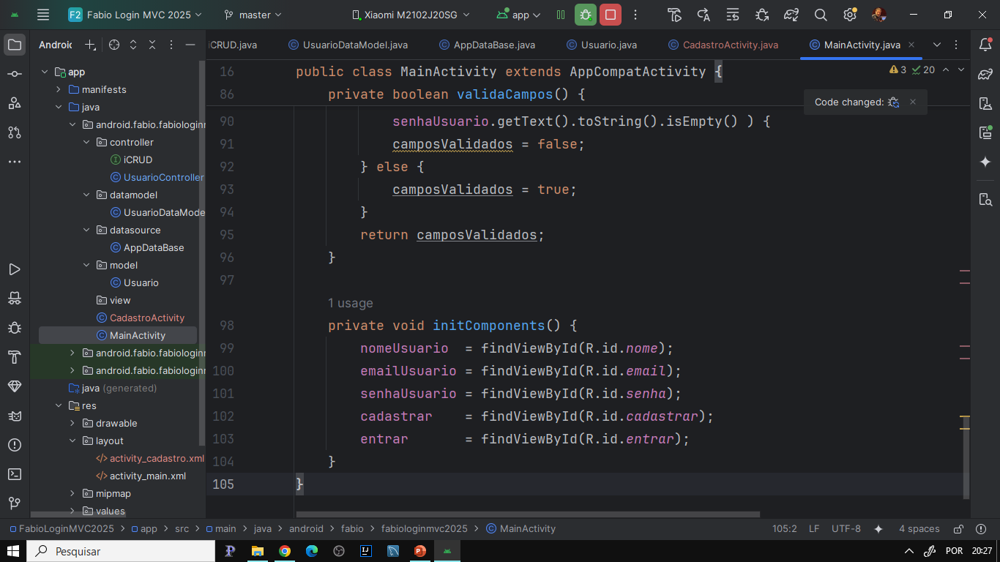 F2 Fabio Login MVC 2025 master Xiaomi M2102J20SG app
Android
CRUD.java UsuarioDataModel.java AppDataBase.java Usuario.java CadastroActivity.java MainActivity.java
app
manifests
java
android.fabio.fabiologinm
controller
iCRUD
UsuarioController
datamodel
UsuarioDataMode
datasource
AppDataBase
model
Usuario
view
CadastroActivity
MainActivity
android.fabio.fabiologinm
android.fabio.fabiologinm
java (generated)
res
drawable
layout
activity_cadastro.xml
activity_main.xml
mipmap
values
3 20
Code changed:
16 public class MainActivity extends AppCompatActivity {
86 private boolean validaCampos() {
90 senhaUsuario.getText().toString().isEmpty() ) {
91 camposValidados = false;
92 } else {
93 camposValidados = true;
94 }
95 return camposValidados;
96 }
97
1 usage
98 private void initComponents() {
99 nomeUsuario = findViewById(R.id.nome);
100 emailUsuario = findViewById(R.id.email);
101 senhaUsuario = findViewById(R.id.senha);
102 cadastrar = findViewById(R.id.cadastrar);
103 entrar = findViewById(R.id.entrar);
104 }
105 }
FabioLoginMVC2025 > app > src > main > java > android > fabio > fabiologinmvc2025 > MainActivity 105:2 LF UTF-8 4 spaces
Pesquisar
POR 20:27